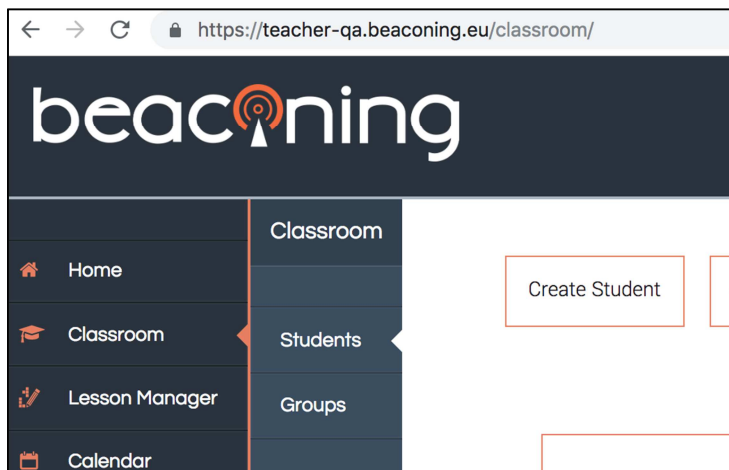 https://teacher-qa.beaconing.eu/classroom/
beaconing
Classroom
Home
Create Student
Classroom
Students
Lesson Manager
Groups
Calendar